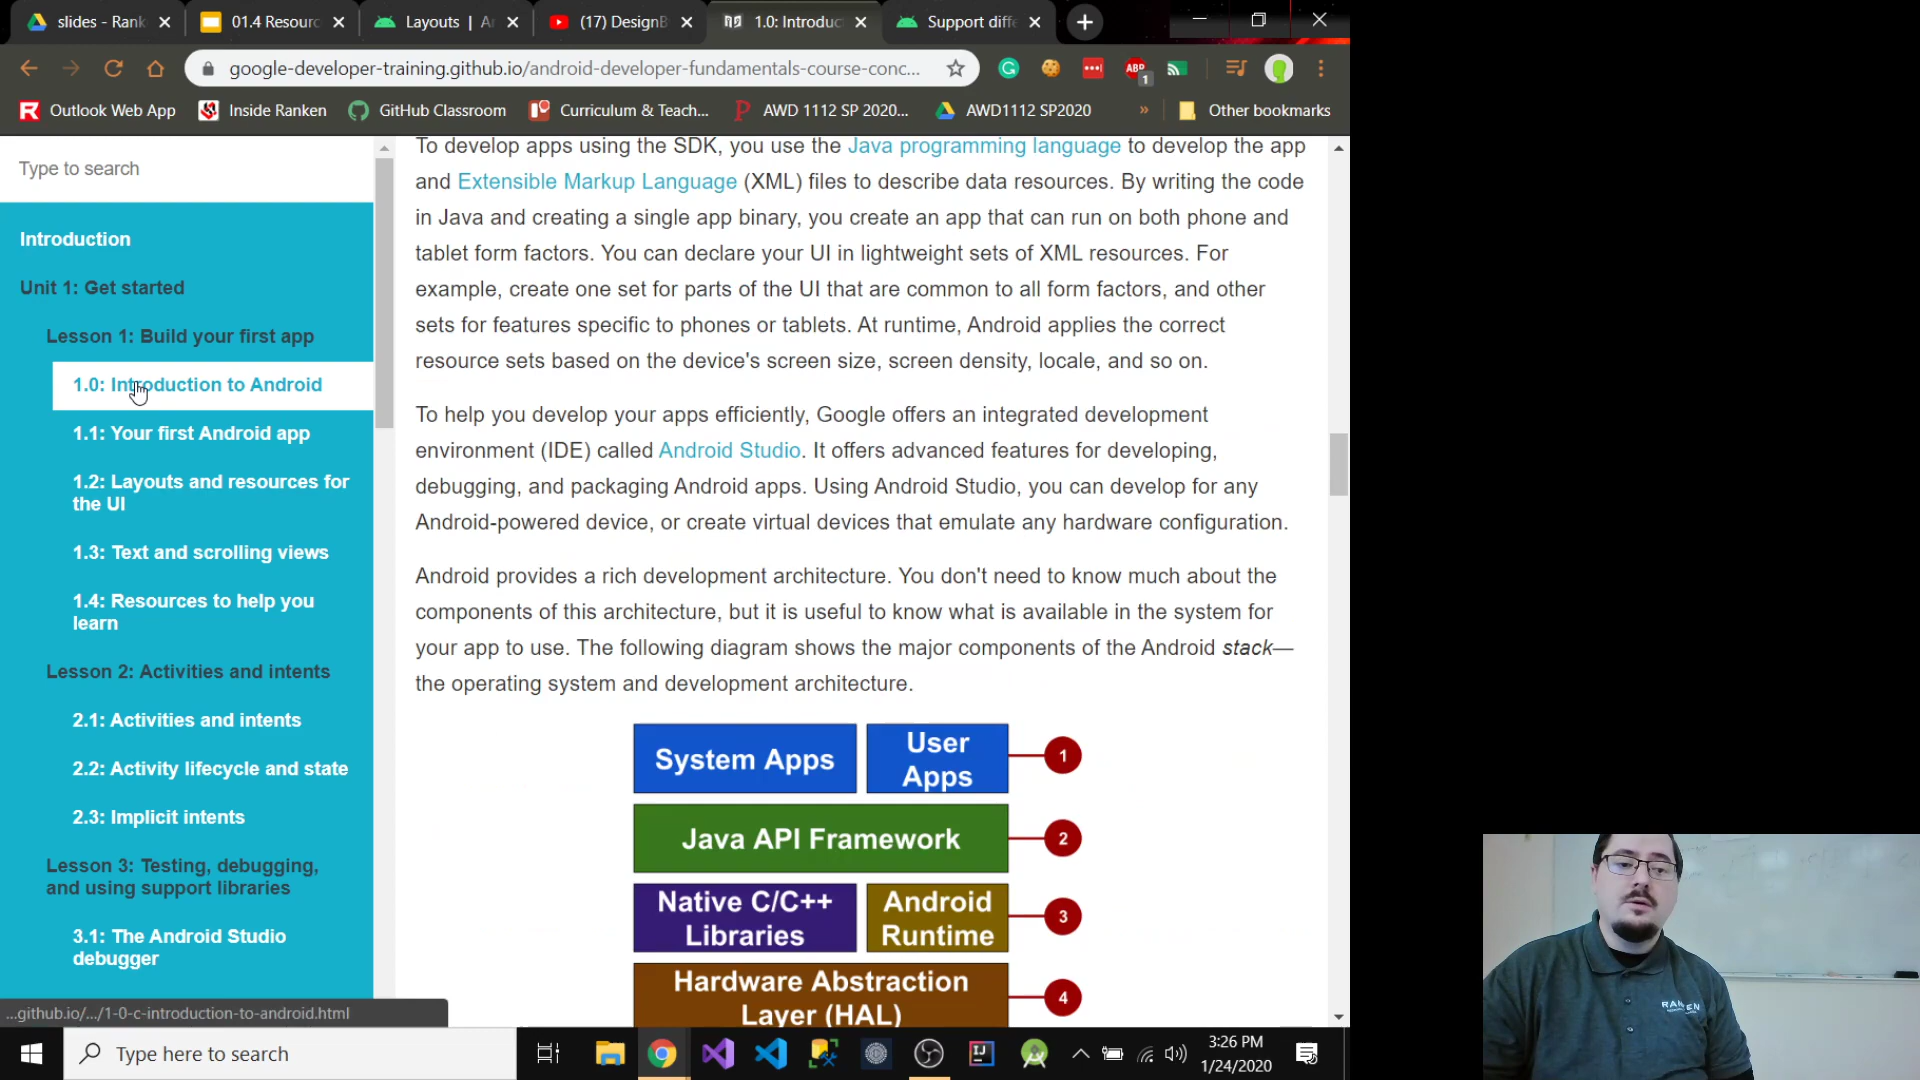 slides - Rank
01.4 Resourc
Layouts | A
(17) DesignB
1.0: Introduc
Support diffe
google-developer-training.github.io/android-developer-fundamentals-course-conc...
ABP
1
Outlook Web App
Inside Ranken
GitHub Classroom
Curriculum & Teach...
AWD 1112 SP 2020...
AWD1112 SP2020
»
Other bookmarks
Type to search
Introduction
Unit 1: Get started
Lesson 1: Build your first app
1.0: Introduction to Android
1.1: Your first Android app
1.2: Layouts and resources for
the UI
1.3: Text and scrolling views
1.4: Resources to help you
learn
Lesson 2: Activities and intents
2.1: Activities and intents
2.2: Activity lifecycle and state
2.3: Implicit intents
Lesson 3: Testing, debugging,
and using support libraries
3.1: The Android Studio
debugger
...github.io/.../1-0-c-introduction-to-android.html
To develop apps using the SDK, you use the Java programming language to develop the app
and Extensible Markup Language (XML) files to describe data resources. By writing the code
in Java and creating a single app binary, you create an app that can run on both phone and
tablet form factors. You can declare your UI in lightweight sets of XML resources. For
example, create one set for parts of the UI that are common to all form factors, and other
sets for features specific to phones or tablets. At runtime, Android applies the correct
resource sets based on the device's screen size, screen density, locale, and so on.
To help you develop your apps efficiently, Google offers an integrated development
environment (IDE) called Android Studio. It offers advanced features for developing,
debugging, and packaging Android apps. Using Android Studio, you can develop for any
Android-powered device, or create virtual devices that emulate any hardware configuration.
Android provides a rich development architecture. You don't need to know much about the
components of this architecture, but it is useful to know what is available in the system for
your app to use. The following diagram shows the major components of the Android stack—
the operating system and development architecture.
System Apps
User
Apps
1
Java API Framework
2
Native C/C++
Libraries
Android
Runtime
3
Hardware Abstraction
Layer (HAL)
4
Type here to search
3:26 PM
1/24/2020